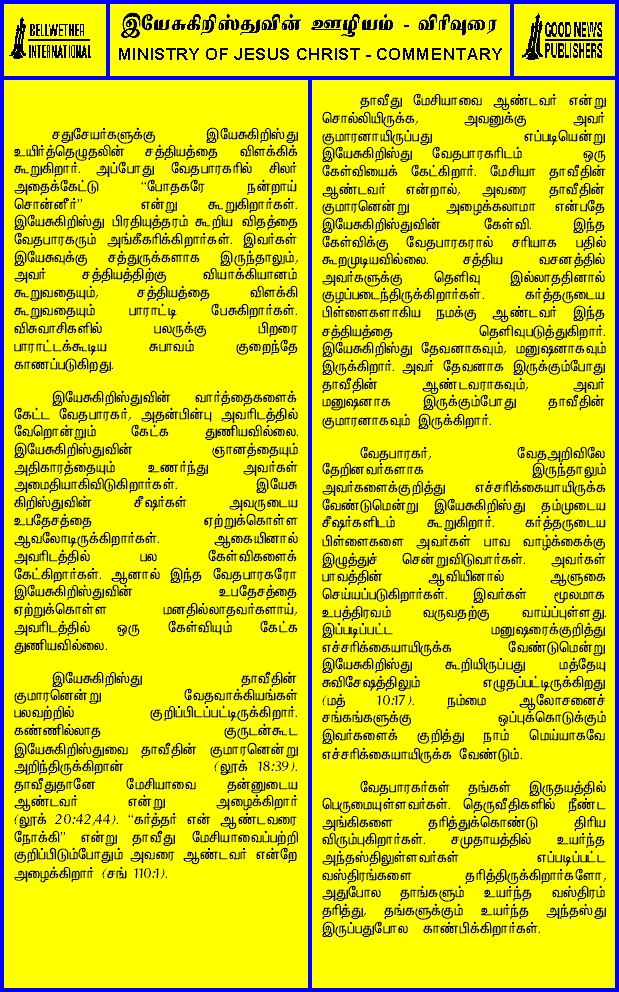 BELLWETHER
INTERNATIONAL
இயேசுகிறிஸ்துவின் ஊழியம் - விரிவுரை
MINISTRY OF JESUS CHRIST - COMMENTARY
GOOD NEWS
PUBLISHERS
சதுசேயர்களுக்கு இயேசுகிறிஸ்து
உயிர்த்தெழுதலின் சத்தியத்தை விளக்கிக்
கூறுகிறார். அப்போது வேதபாரகரில் சிலர்
அதைக்கேட்டு “போதகரே நன்றாய்
சொன்னீர்” என்று கூறுகிறார்கள்.
இயேசுகிறிஸ்து பிரதியுத்தரம் கூறிய விதத்தை
வேதபாரகரும் அங்கீகரிக்கிறார்கள். இவர்கள்
இயேசுவுக்கு சத்துருக்களாக இருந்தாலும்,
அவர் சத்தியத்திற்கு வியாக்கியானம்
கூறுவதையும், சத்தியத்தை விளக்கி
கூறுவதையும் பாராட்டி பேசுகிறார்கள்.
விசுவாசிகளில் பலருக்கு பிறரை
பாராட்டக்கூடிய சுபாவம் குறைந்தே
காணப்படுகிறது.
இயேசுகிறிஸ்துவின் வார்த்தைகளைக்
கேட்ட வேதபாரகர், அதன்பின்பு அவரிடத்தில்
வேறொன்றும் கேட்க துணியவில்லை.
இயேசுகிறிஸ்துவின் ஞானத்தையும்
அதிகாரத்தையும் உணர்ந்து அவர்கள்
அமைதியாகிவிடுகிறார்கள். இயேசு
கிறிஸ்துவின் சீஷர்கள் அவருடைய
உபதேசத்தை ஏற்றுக்கொள்ள
ஆவலோடிருக்கிறார்கள். ஆகையினால்
அவரிடத்தில் பல கேள்விகளைக்
கேட்கிறார்கள். ஆனால் இந்த வேதபாரகரோ
இயேசுகிறிஸ்துவின் உபதேசத்தை
ஏற்றுக்கொள்ள மனதில்லாதவர்களாய்,
அவரிடத்தில் ஒரு கேள்வியும் கேட்க
துணியவில்லை.
இயேசுகிறிஸ்து தாவீதின்
குமாரனென்று வேதவாக்கியங்கள்
பலவற்றில் குறிப்பிடப்பட்டிருக்கிறார்.
கண்ணில்லாத குருடன்கூட
இயேசுகிறிஸ்துவை தாவீதின் குமாரனென்று
அறிந்திருக்கிறான் (லூக் 18:39).
தாவீதுதானே மேசியாவை தன்னுடைய
ஆண்டவர் என்று அழைக்கிறார்
(லூக் 20:42,44). “கர்த்தர் என் ஆண்டவரை
நோக்கி” என்று தாவீது மேசியாவைப்பற்றி
குறிப்பிடும்போதும் அவரை ஆண்டவர் என்றே
அழைக்கிறார் (சங் 110:1).
தாவீது மேசியாவை ஆண்டவர் என்று
சொல்லியிருக்க, அவனுக்கு அவர்
குமாரனாயிருப்பது எப்படியென்று
இயேசுகிறிஸ்து வேதபாரகரிடம் ஒரு
கேள்வியைக் கேட்கிறார். மேசியா தாவீதின்
ஆண்டவர் என்றால், அவரை தாவீதின்
குமாரனென்று அழைக்கலாமா என்பதே
இயேசுகிறிஸ்துவின் கேள்வி. இந்த
கேள்விக்கு வேதபாரகரால் சரியாக பதில்
கூறமுடியவில்லை. சத்திய வசனத்தில்
அவர்களுக்கு தெளிவு இல்லாததினால்
குழப்படைந்திருக்கிறார்கள். கர்த்தருடைய
பிள்ளைகளாகிய நமக்கு ஆண்டவர் இந்த
சத்தியத்தை தெளிவுபடுத்துகிறார்.
இயேசுகிறிஸ்து தேவனாகவும், மனுஷனாகவும்
இருக்கிறார். அவர் தேவனாக இருக்கும்போது
தாவீதின் ஆண்டவராகவும், அவர்
மனுஷனாக இருக்கும்போது தாவீதின்
குமாரனாகவும் இருக்கிறார்.
வேதபாரகர், வேதஅறிவிலே
தேறினவர்களாக இருந்தாலும்
அவர்களைக்குறித்து எச்சரிக்கையாயிருக்க
வேண்டுமென்று இயேசுகிறிஸ்து தம்முடைய
சீஷர்களிடம் கூறுகிறார். கர்த்தருடைய
பிள்ளைகளை அவர்கள் பாவ வாழ்க்கைக்கு
இழுத்துச் சென்றுவிடுவார்கள். அவர்கள்
பாவத்தின் ஆவியினால் ஆளுகை
செய்யப்படுகிறார்கள். இவர்கள் மூலமாக
உபத்திரவம் வருவதற்கு வாய்ப்புள்ளது.
இப்படிப்பட்ட மனுஷரைக்குறித்து
எச்சரிக்கையாயிருக்க வேண்டுமென்று
இயேசுகிறிஸ்து கூறியிருப்பது மத்தேயு
சுவிசேஷத்திலும் எழுதப்பட்டிருக்கிறது
(மத் 10:17). நம்மை ஆலோசனைச்
சங்கங்களுக்கு ஒப்புக்கொடுக்கும்
இவர்களைக் குறித்து நாம் மெய்யாகவே
எச்சரிக்கையாயிருக்க வேண்டும்.
வேதபாரகர்கள் தங்கள் இருதயத்தில்
பெருமையுள்ளவர்கள். தெருவீதிகளில் நீண்ட
அங்கிகளை தரித்துக்கொண்டு திரிய
விரும்புகிறார்கள். சமுதாயத்தில் உயர்ந்த
அந்தஸ்திலுள்ளவர்கள் எப்படிப்பட்ட
வஸ்திரங்களை தரித்திருக்கிறார்களோ,
அதுபோல தாங்களும் உயர்ந்த வஸ்திரம்
தரித்து, தங்களுக்கும் உயர்ந்த அந்தஸ்து
இருப்பதுபோல காண்பிக்கிறார்கள்.